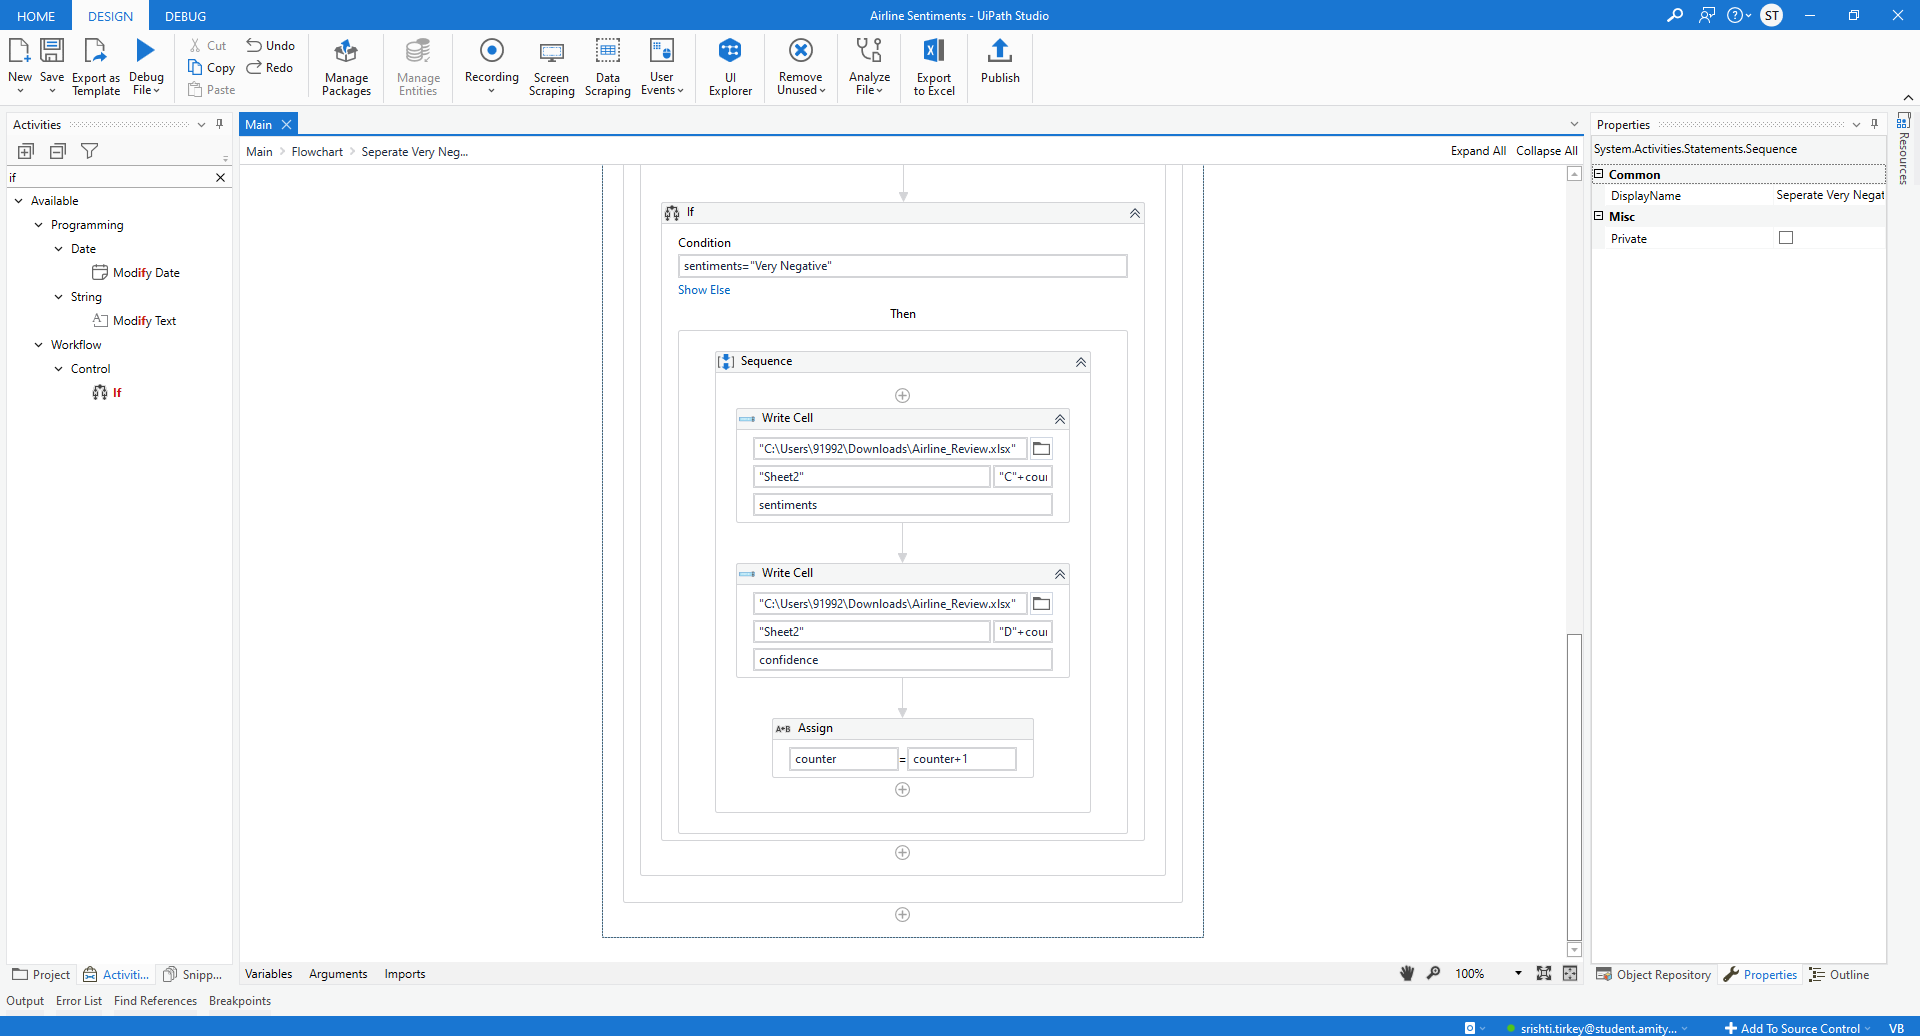 HOME DESIGN DEBUG Airline Sentiments - UiPath Studio ST
New Save Export as Template Debug File
Cut Copy Paste Undo Redo
Manage Packages Manage Entities
Recording Screen Scraping Data Scraping User Events
UI Explorer Remove Unused Analyze File Export to Excel Publish
Activities
if
Available
Programming
Date
Modify Date
String
Modify Text
Workflow
Control
If
Project Activiti... Snipp...
Main
Main Flowchart Seperate Very Neg... Expand All Collapse All
If
Condition
sentiments="Very Negative"
Show Else
Then
Sequence
Write Cell
"C:\Users\91992\Downloads\Airline_Review.xlsx"
"Sheet2" "C"+cou
sentiments
Write Cell
"C:\Users\91992\Downloads\Airline_Review.xlsx"
"Sheet2" "D"+cou
confidence
A+B Assign
counter = counter+1
Variables Arguments Imports 100%
Properties
System.Activities.Statements.Sequence
Common
DisplayName Seperate Very Negat
Misc
Private
Resources
Object Repository Properties Outline
Output Error List Find References Breakpoints
srishti.tirkey@student.amity... Add To Source Control VB